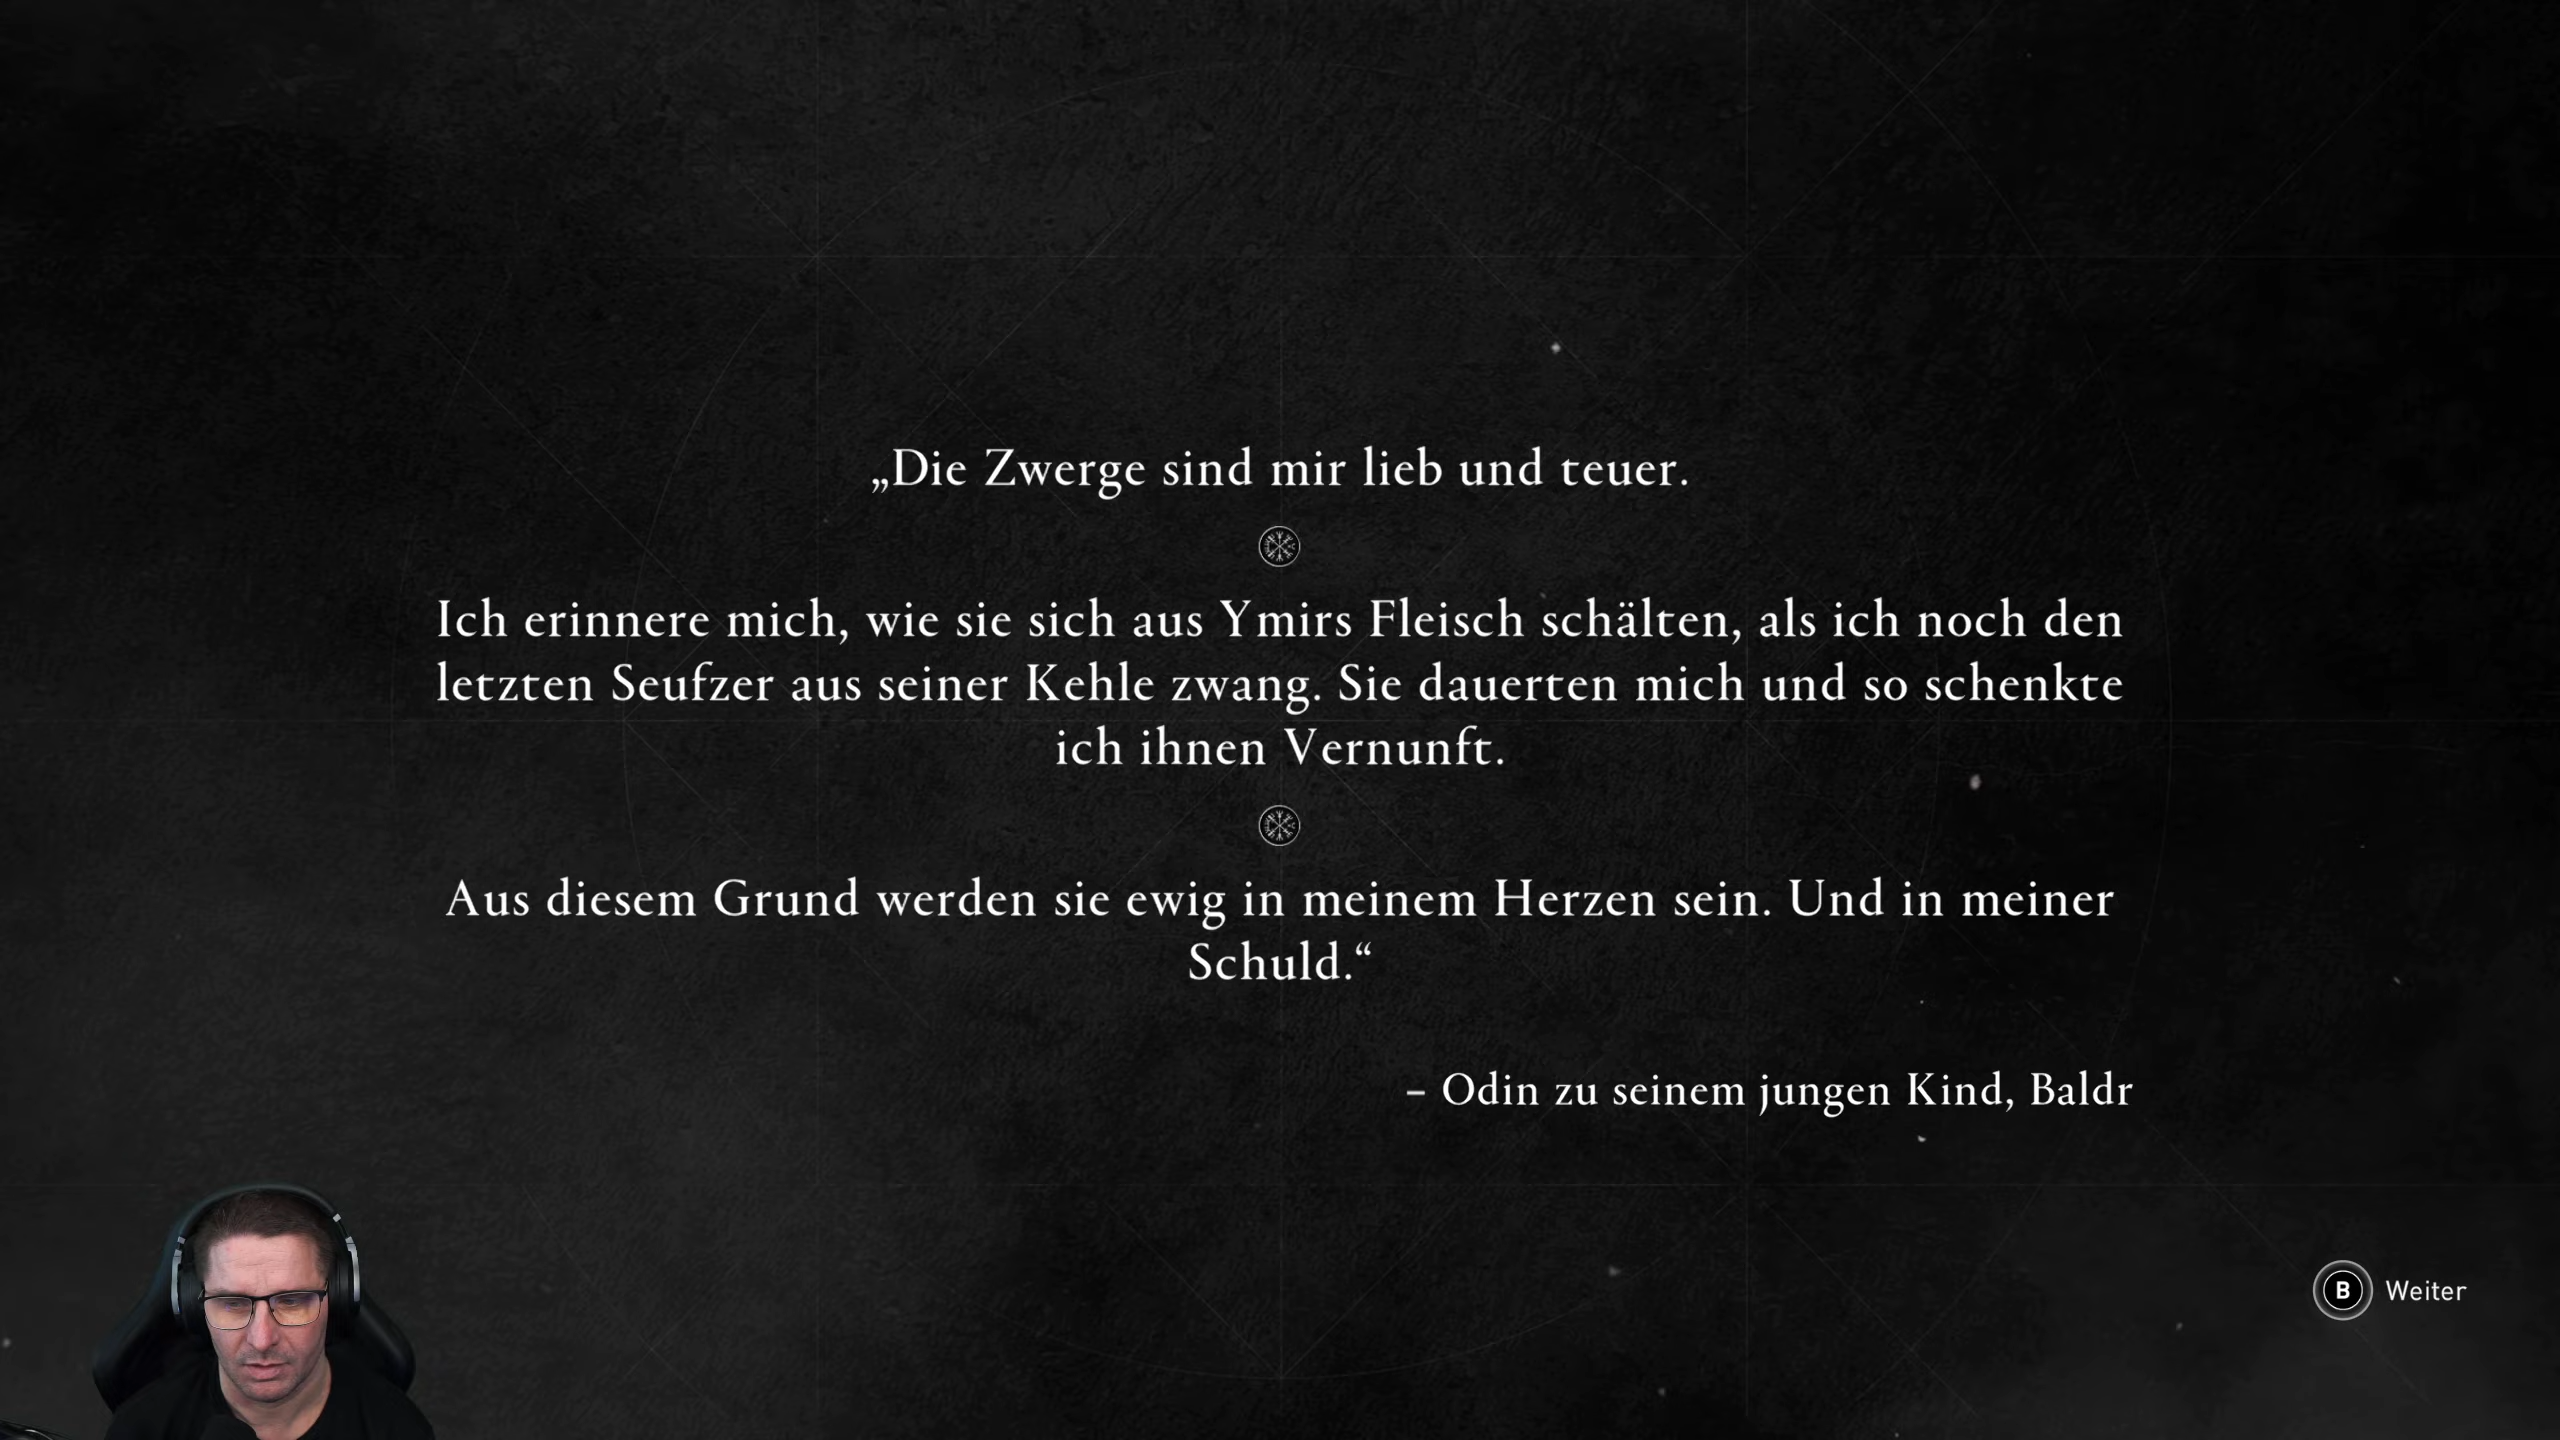 „Die Zwerge sind mir lieb und teuer.
Ich erinnere mich, wie sie sich aus Ymirs Fleisch schälten, als ich noch den
letzten Seufzer aus seiner Kehle zwang. Sie dauerten mich und so schenkte
ich ihnen Vernunft.
Aus diesem Grund werden sie ewig in meinem Herzen sein. Und in meiner
Schuld.“
– Odin zu seinem jungen Kind, Baldr
B Weiter